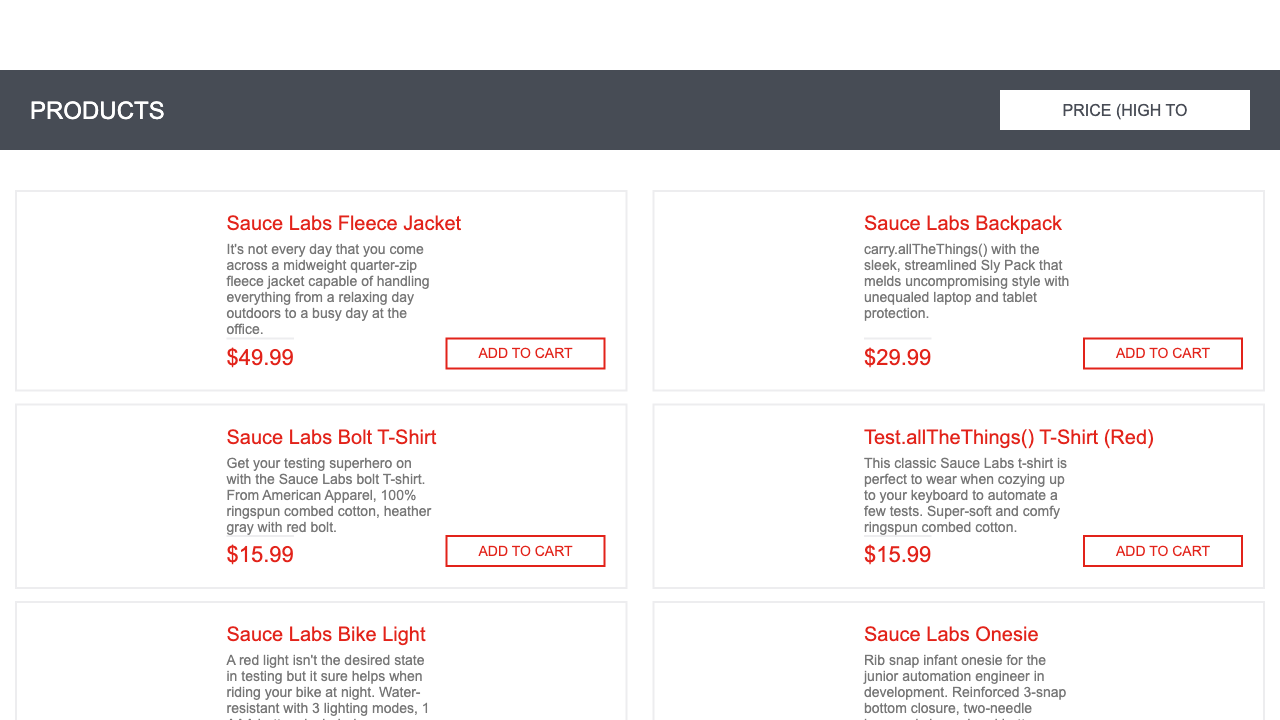 PRODUCTS
PRICE (HIGH TO
Sauce Labs Fleece Jacket
It's not every day that you come
across a midweight quarter-zip
fleece jacket capable of handling
everything from a relaxing day
outdoors to a busy day at the
office.
$49.99
ADD TO CART
Sauce Labs Backpack
carry.allTheThings() with the
sleek, streamlined Sly Pack that
melds uncompromising style with
unequaled laptop and tablet
protection.
$29.99
ADD TO CART
Sauce Labs Bolt T-Shirt
Get your testing superhero on
with the Sauce Labs bolt T-shirt.
From American Apparel, 100%
ringspun combed cotton, heather
gray with red bolt.
$15.99
ADD TO CART
Test.allTheThings() T-Shirt (Red)
This classic Sauce Labs t-shirt is
perfect to wear when cozying up
to your keyboard to automate a
few tests. Super-soft and comfy
ringspun combed cotton.
$15.99
ADD TO CART
Sauce Labs Bike Light
A red light isn't the desired state
in testing but it sure helps when
riding your bike at night. Water-
resistant with 3 lighting modes, 1
Sauce Labs Onesie
Rib snap infant onesie for the
junior automation engineer in
development. Reinforced 3-snap
bottom closure, two-needle